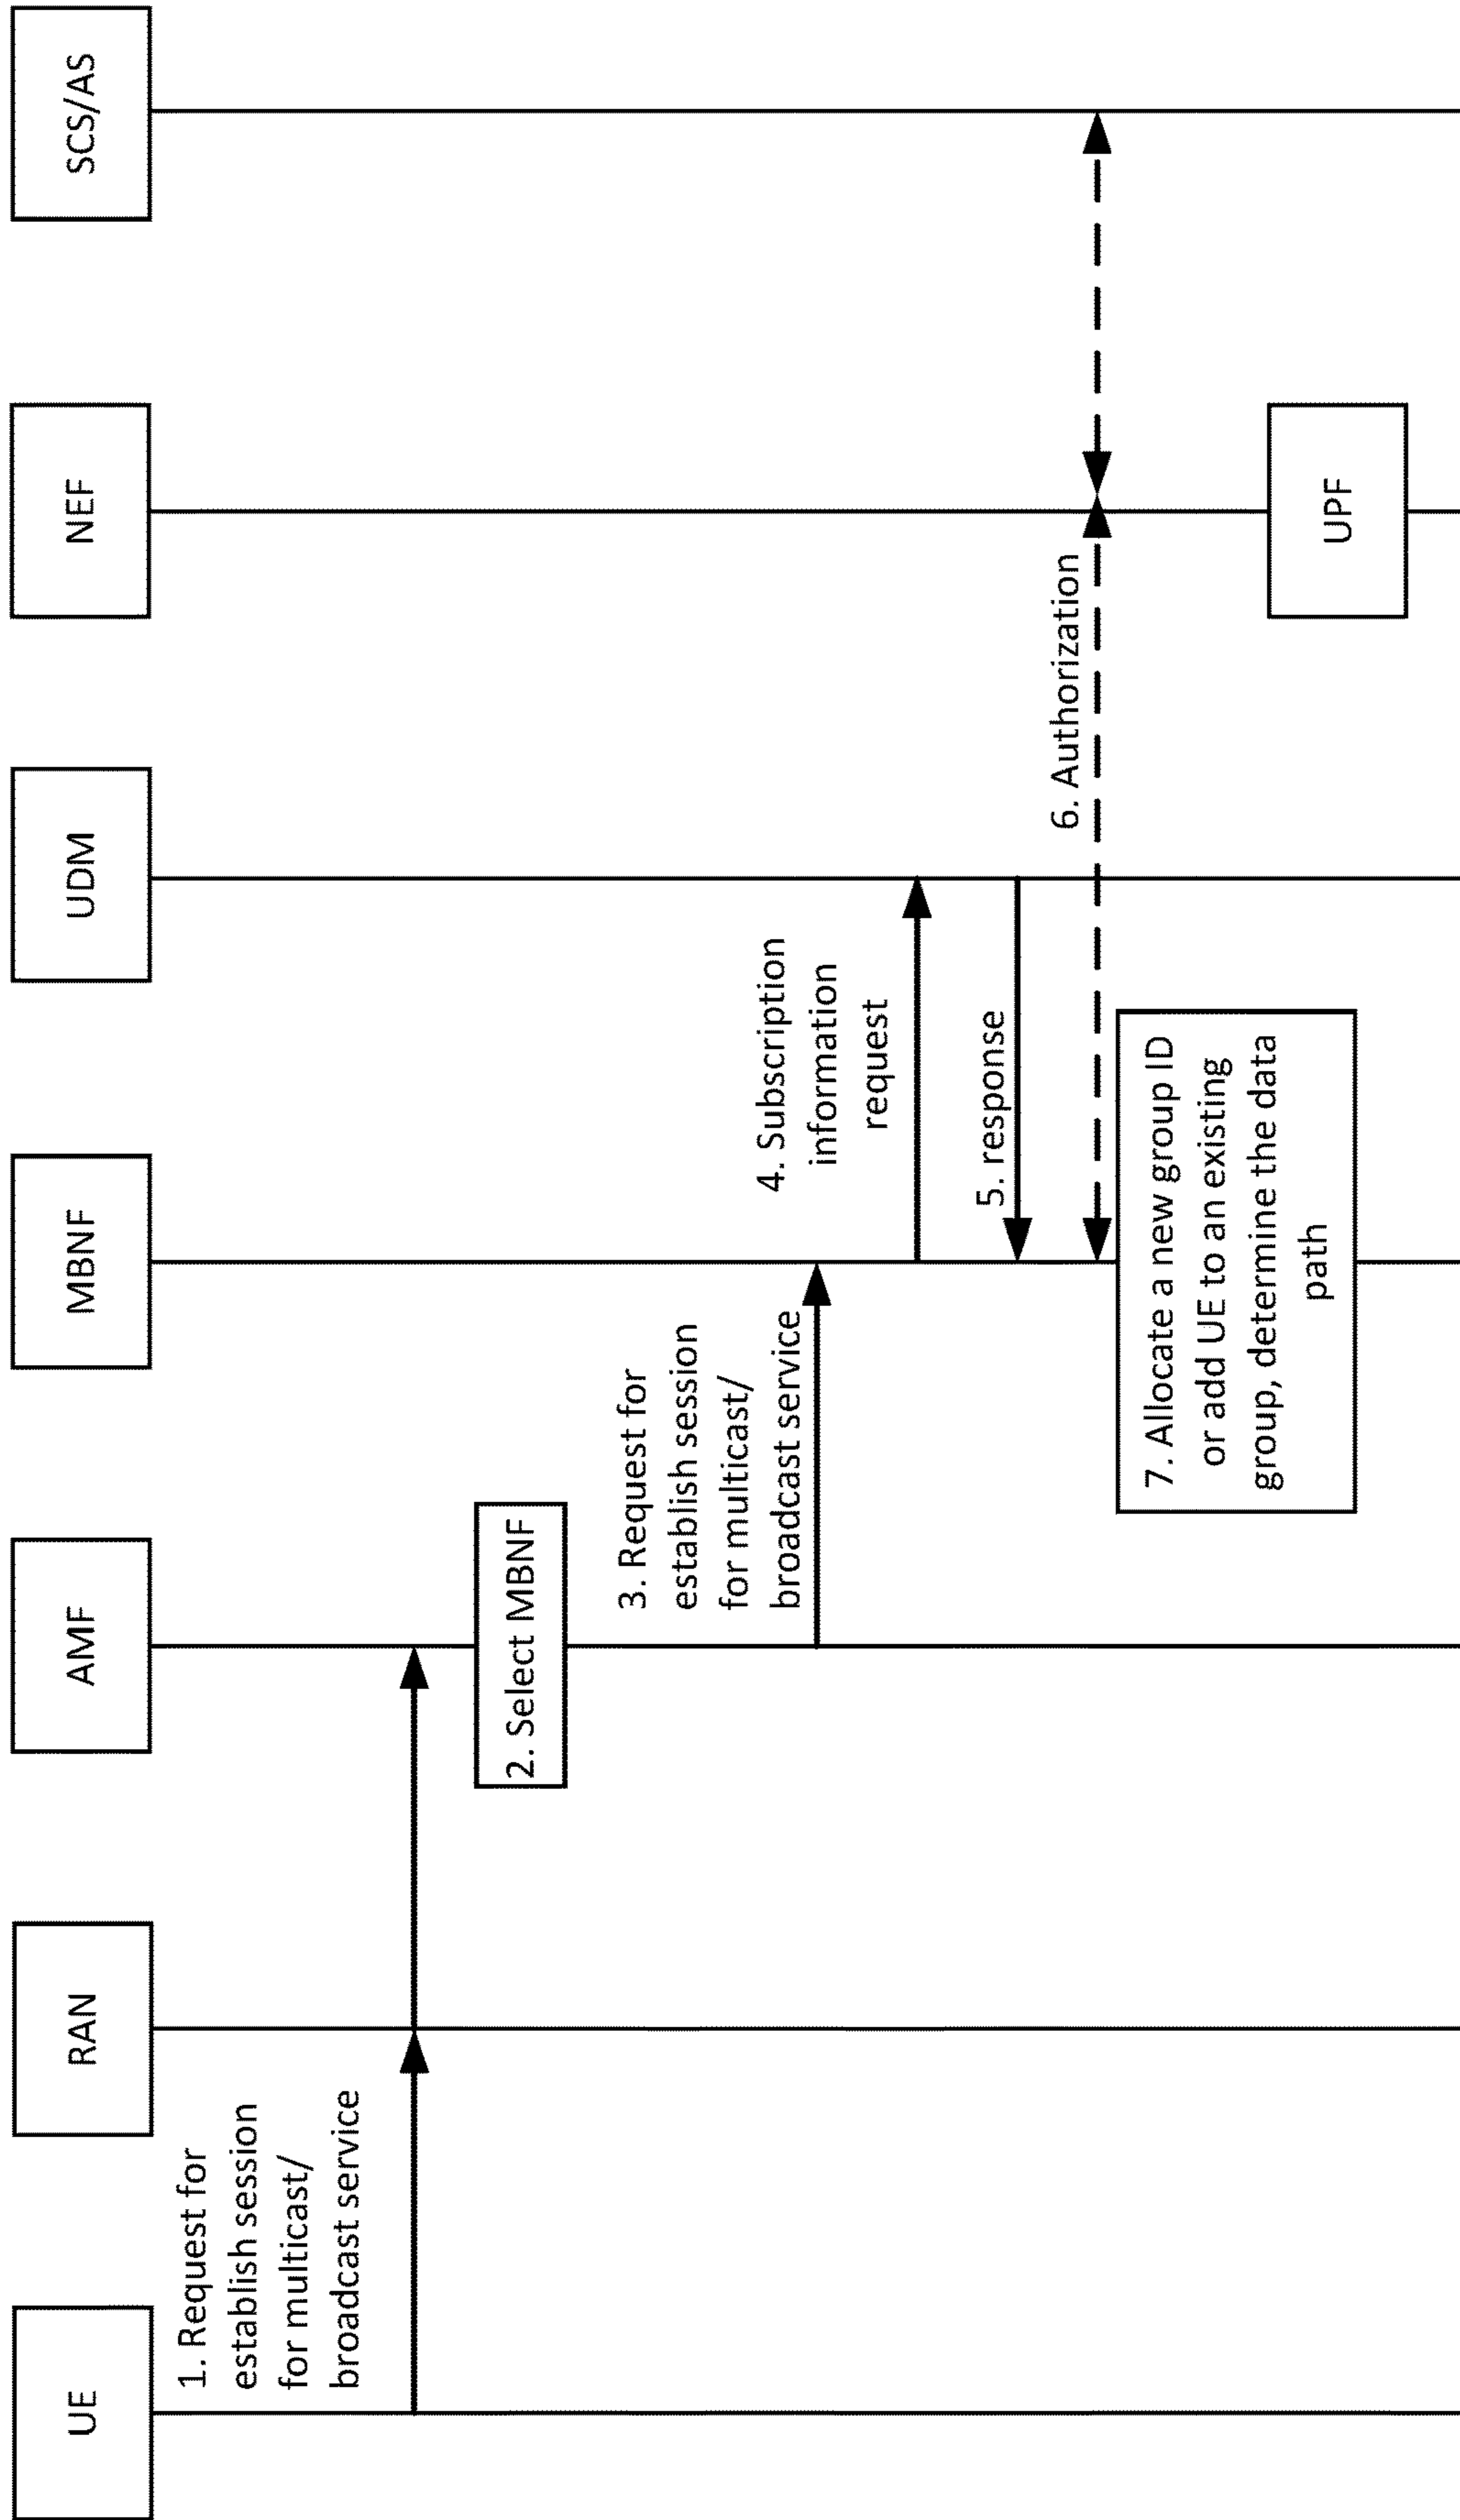 UE
RAN
AMF
MBNF
UDM
NEF
SCS/AS
1. Request for
establish session
for multicast/
broadcast service
2. Select MBNF
3. Request for
establish session
for multicast/
broadcast service
4. Subscription
information
request
5. response
6. Authorization
7. Allocate a new group ID
or add UE to an existing
group, determine the data
path
UPF